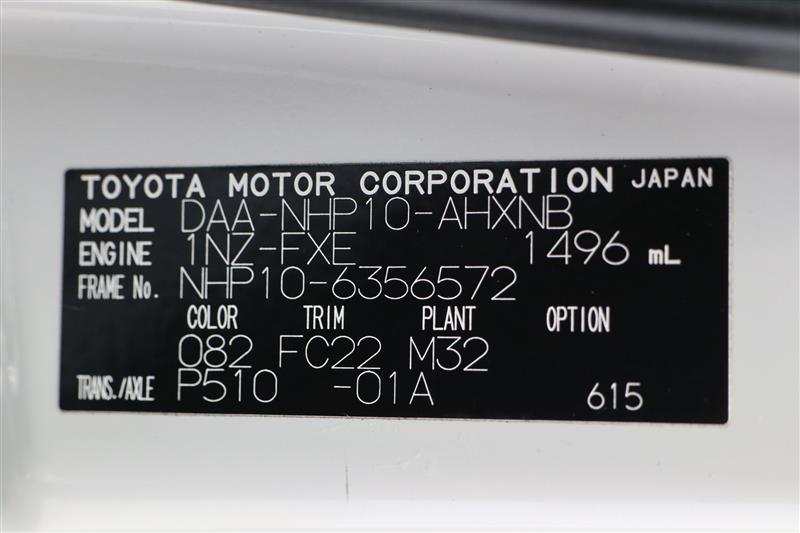 TOYOTA MOTOR CORPORATION JAPAN
MODEL DAA-NHP10-AHXNB
ENGINE 1NZ-FXE 1496 mL
FRAME No. NHP10-6356572
COLOR TRIM PLANT OPTION
082 FC22 M32
TRANS./AXLE P510 -01A 615